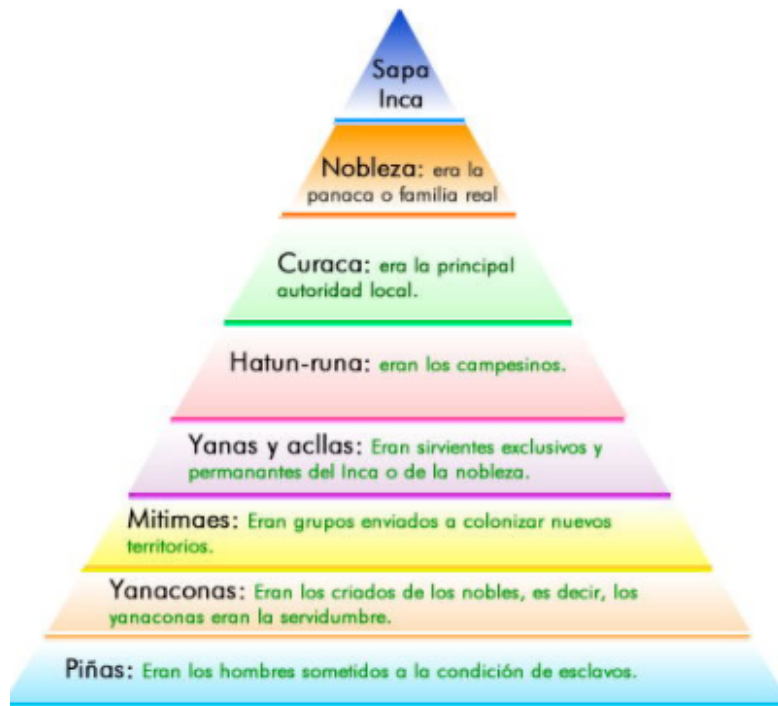 Sapa
Inca
Nobleza: era la
panaca o familia real
Curaca: era la principal
autoridad local.
Hatun-runa: eran los campesinos.
Yanas y acllas: Eran sirvientes exclusivos y
permanantes del Inca o de la nobleza.
Mitimaes: Eran grupos enviados a colonizar nuevos
territorios.
Yanaconas: Eran los criados de los nobles, es decir, los
yanaconas eran la servidumbre.
Piñas: Eran los hombres sometidos a la condición de esclavos.